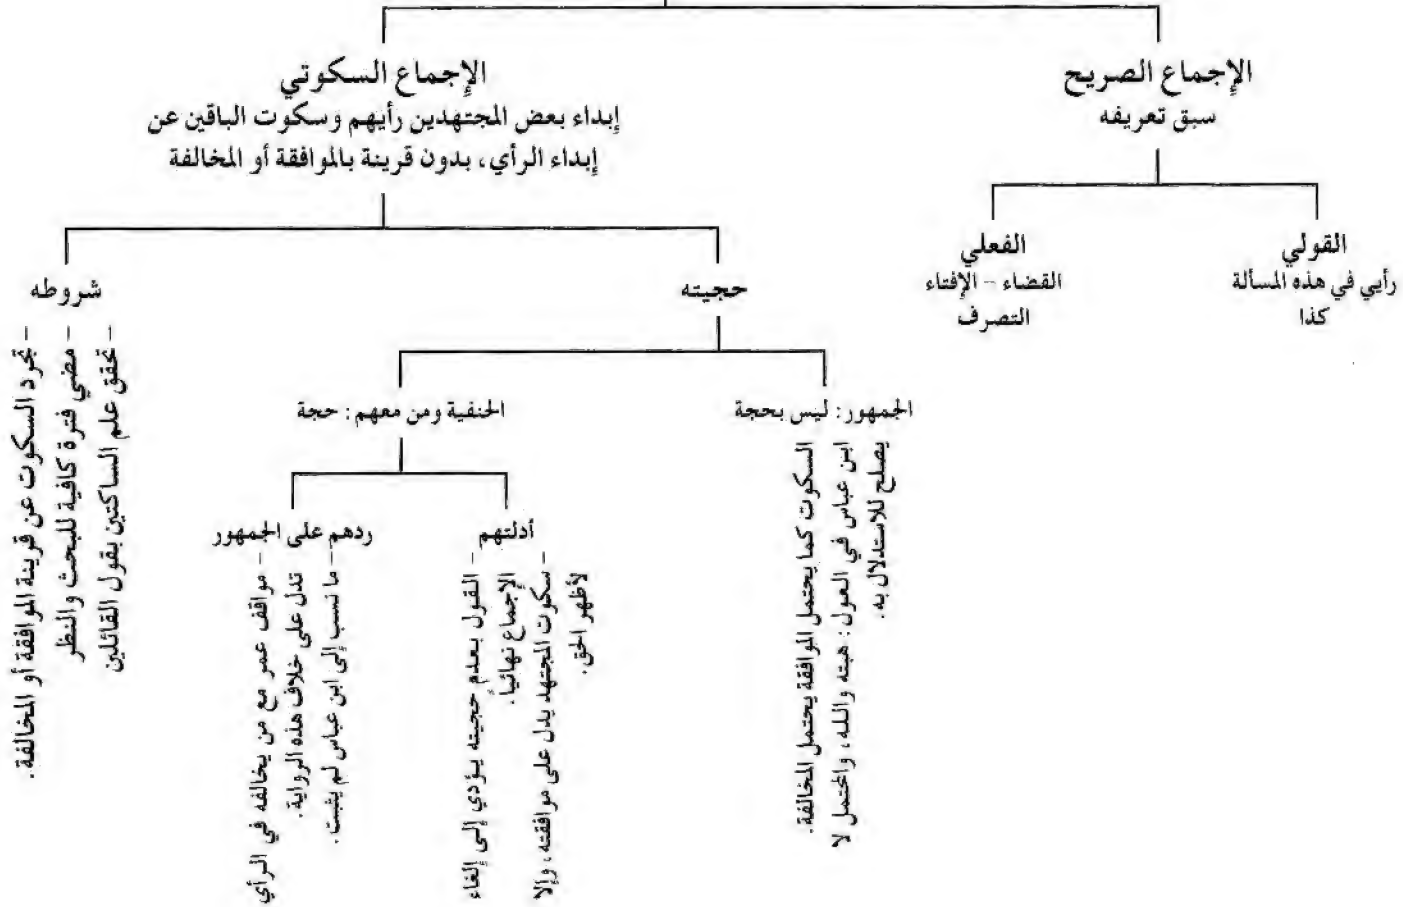 الإجماع الصريح
سبق تعريفه
القولي
رأيي في هذه المسألة
كذا
الفعلي
القضاء - الإفتاء
التصرف
الإجماع السكوتي
إبداء بعض المجتهدين رأيهم وسكوت الباقين عن
إبداء الرأي، بدون قرينة بالموافقة أو المخالفة
حجيته
الجمهور: ليس بحجة
السكوت كما يحتمل الموافقة يحتمل المخالفة.
ابن عباس في العول: هبته والله، والمحتمل لا
يصلح للاستدلال به.
الحنفية ومن معهم: حجة
أدلتهم
- القول بعدم حجيته يؤدي إلى إلغاء
الإجماع نهائياً.
- سكوت المجتهد يدل على موافقته، وإلا
لأظهر الحق.
ردهم على الجمهور
- مواقف عمر مع من يخالفه في الرأي
تدل على خلاف هذه الرواية.
- ما نسب إلى ابن عباس لم يثبت.
شروطه
- تجرد السكوت عن قرينة الموافقة أو المخالفة.
- مضي فترة كافية للبحث والنظر
- تحقق علم الساكتين بقول القائلين